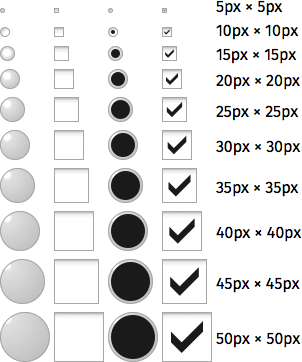 5px × 5px
10px × 10px
15px × 15px
20px × 20px
25px × 25px
30px × 30px
35px × 35px
40px × 40px
45px × 45px
50px × 50px